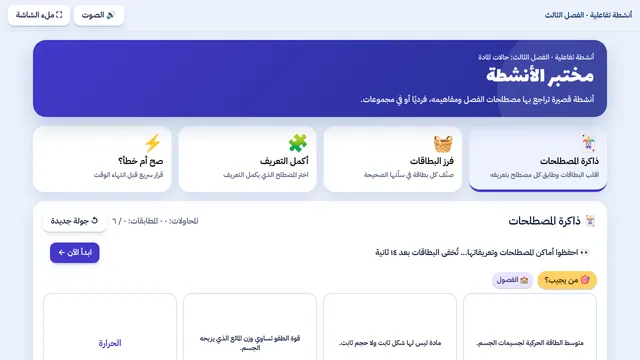 أنشطة تفاعلية - الفصل الثالث
🔊 الصوت
⛶ ملء الشاشة
أنشطة تفاعلية - الفصل الثالث: حالات المادة
مختبر الأنشطة
أنشطة قصيرة تراجع بها مصطلحات الفصل ومفاهيمه، فرديًا أو في مجموعات.
ذاكرة المصطلحات
اقلب البطاقات وطابق كل مصطلح بتعريفه
فرز البطاقات
صنّف كل بطاقة في سلّتها الصحيحة
أكمل التعريف
اختر المصطلح الذي يكمل التعريف
صح أم خطأ؟
قرار سريع قبل انتهاء الوقت
ذاكرة المصطلحات
المحاولات: ٠ · المطابقات: ٠ / ٦
↺ جولة جديدة
👀 احفظوا أماكن المصطلحات وتعريفاتها... تُخفى البطاقات بعد ١٤ ثانية
ابدأ الآن ←
🎯 من يجيب؟
🏫 الفصول
متوسط الطاقة الحركية لجسيمات الجسم.
مادة ليس لها شكل ثابت ولا حجم ثابت.
قوة الطفو تساوي وزن المائع الذي يزيحه
الجسم.
الحرارة